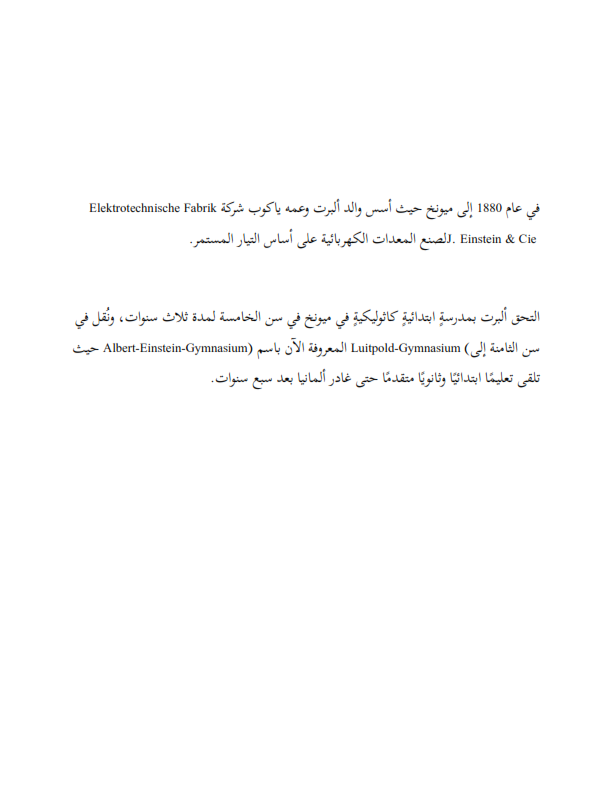 في عام 1880 إلى ميونخ حيث أسس والد ألبرت وعمه ياكوب شركة Elektrotechnische Fabrik
J. Einstein & Cie لصنع المعدات الكهربائية على أساس التيار المستمر.
التحق ألبرت بمدرسةٍ ابتدائيةٍ كاثوليكيةٍ في ميونخ في سن الخامسة لمدة ثلاث سنوات، ونُقل في
سن الثامنة إلى Luitpold-Gymnasium (المعروفة الآن باسم Albert-Einstein-Gymnasium) حيث
تلقى تعليمًا ابتدائيًا وثانويًا متقدمًا حتى غادر ألمانيا بعد سبع سنوات.